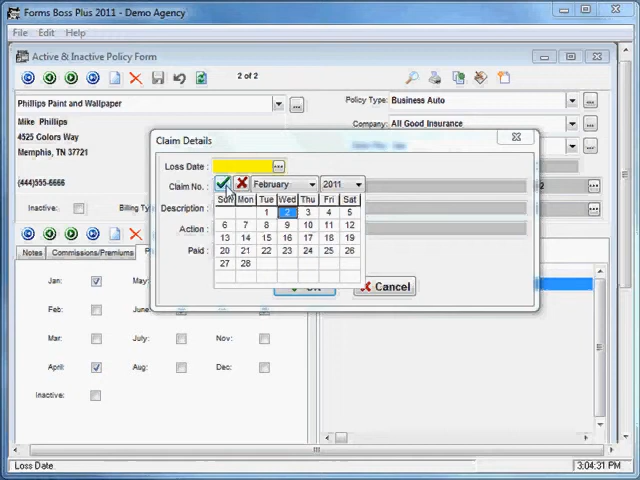 Forms Boss Plus 2011 - Demo Agency
File Edit Help
Active & Inactive Policy Form
2 of 2
Phillips Paint and Wallpaper
Policy Type: Business Auto
Mike Phillips
Company: All Good Insurance
4525 Colors Way
Memphis, TN 37721
(444)555-6666
Inactive:
Claim Details
Loss Date :
Claim No. :
February 2011
Sun Mon Tue Wed Thu Fri Sat
1 2 3 4 5
6 7 8 9 10 11 12
13 14 15 16 17 18 19
20 21 22 23 24 25 26
27 28
Description :
Action :
Paid :
Cancel
Notes Commissions/Premiums
Jan: May:
Feb: June:
Mar: July: Nov:
April: Aug: Dec:
Inactive:
Loss Date
3:04:31 PM